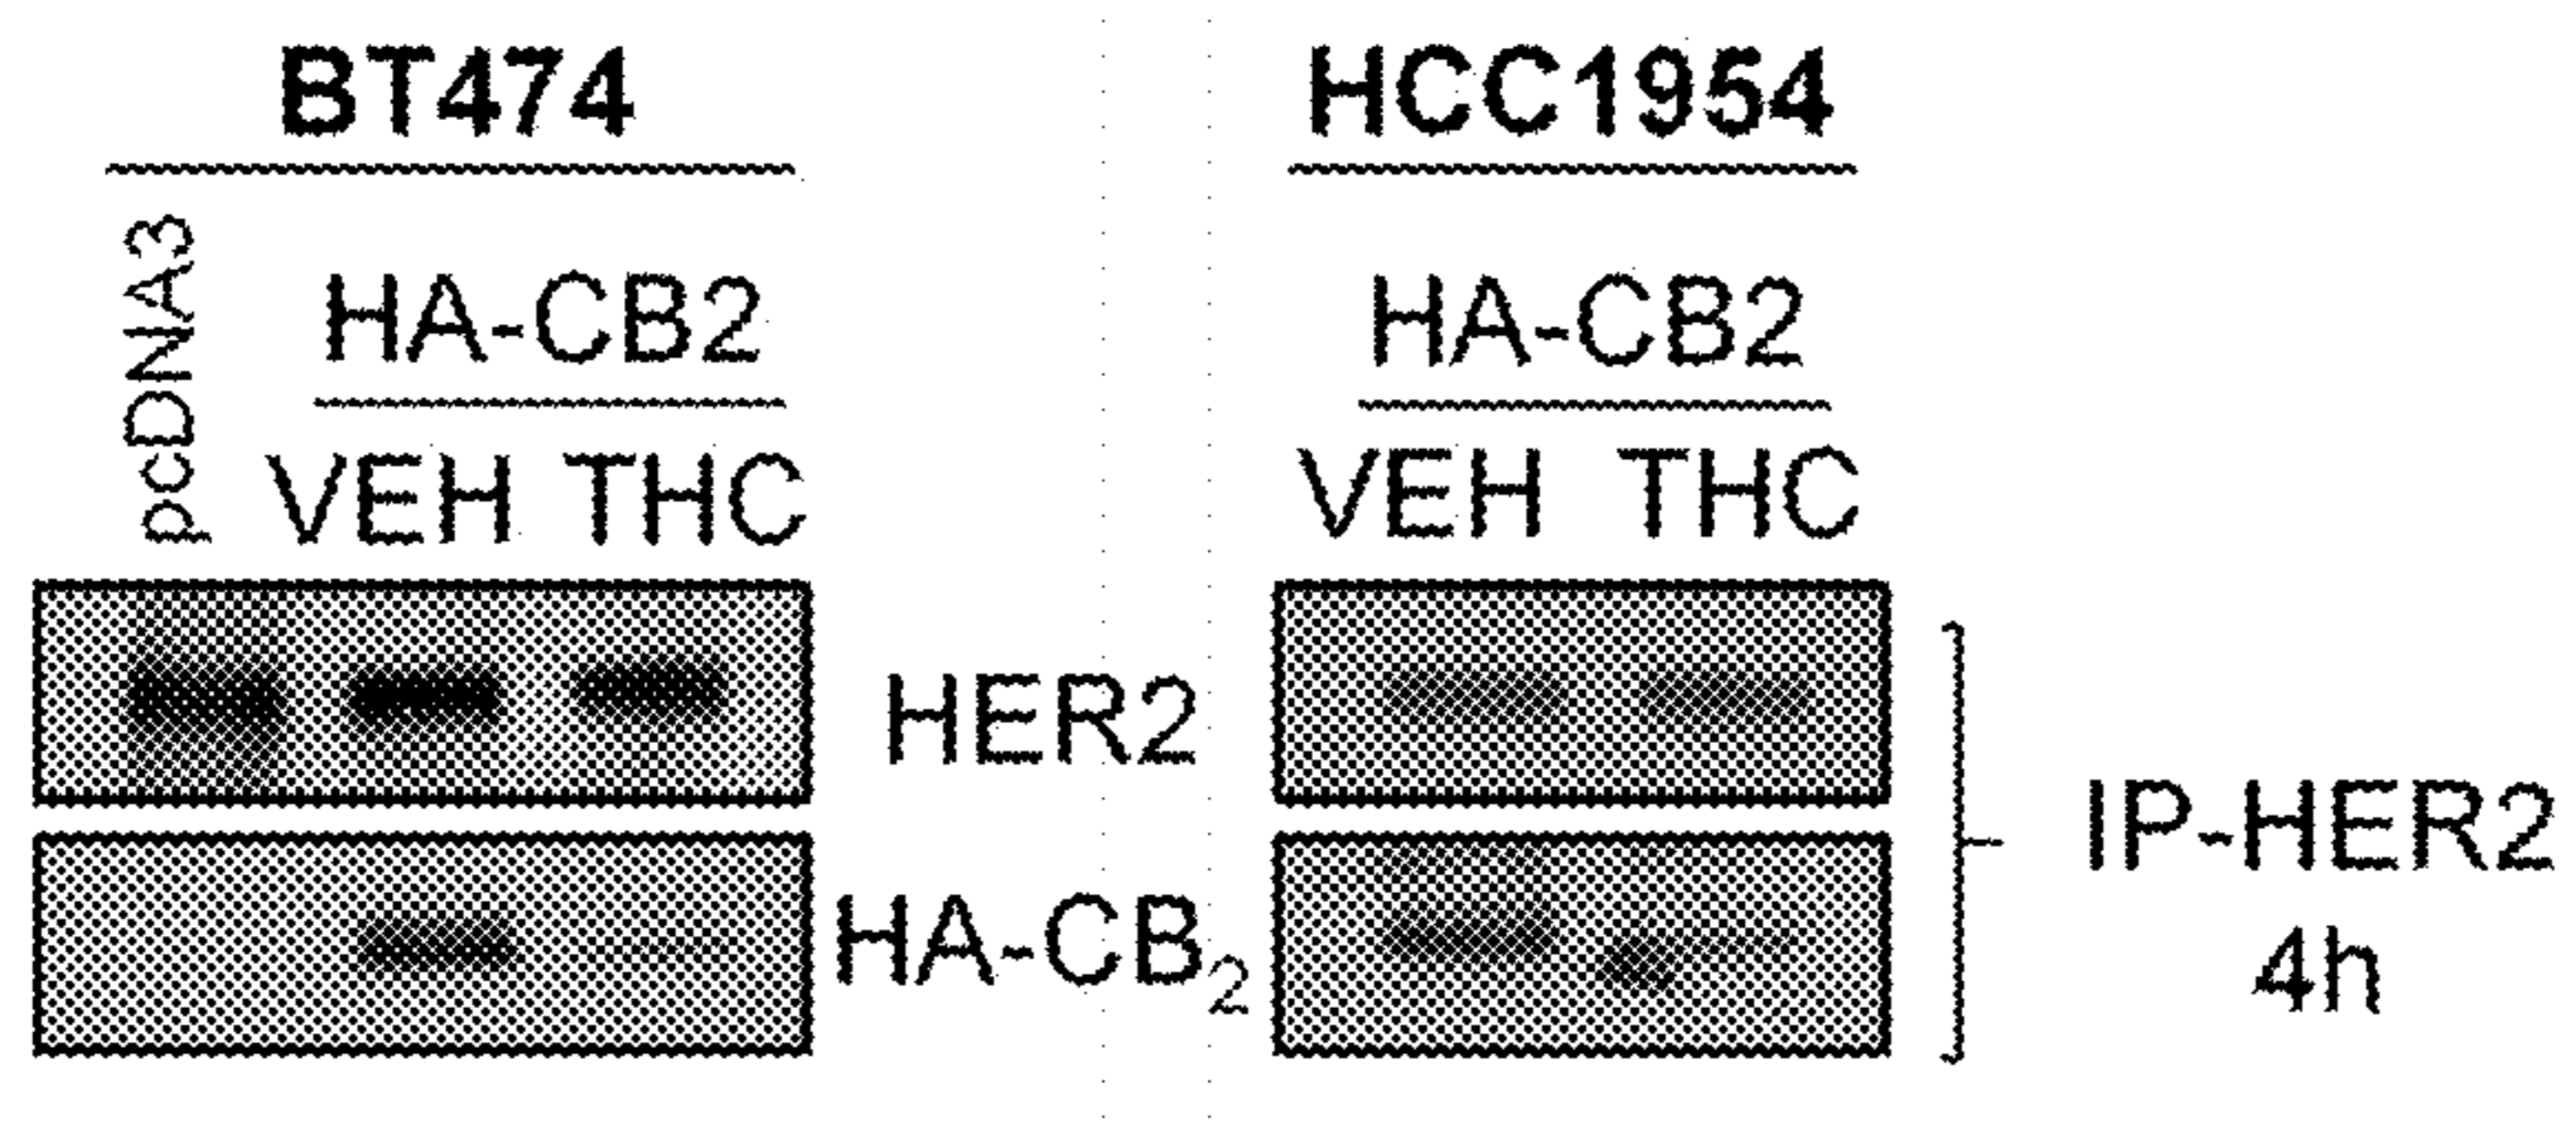 BT474
pcDNA3
HA-CB2
VEH THC
HER2
HA-CB₂
HCC1954
HA-CB2
VEH THC
IP-HER2
4h